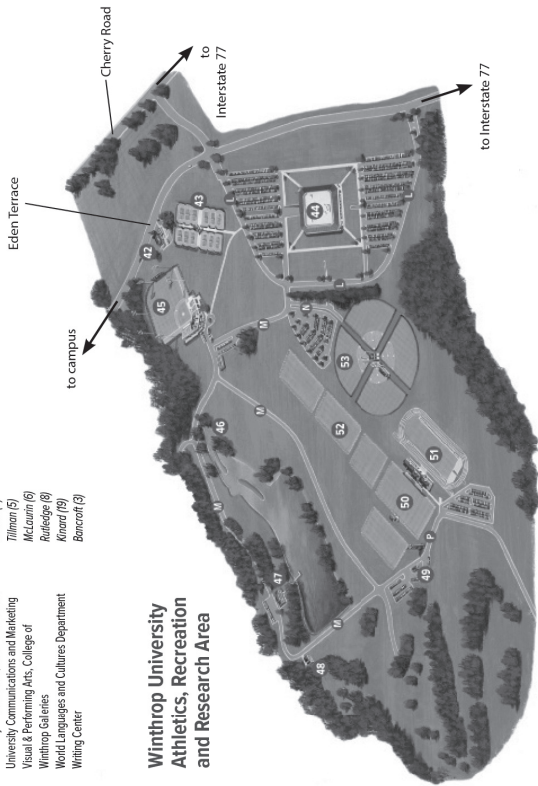 University Communications and Marketing Tillman (5)
Visual & Performing Arts, College of McLaurin (6)
Winthrop Galleries Rutledge (8)
World Languages and Cultures Department Kinard (19)
Writing Center Bancroft (3)
Winthrop University
Athletics, Recreation
and Research Area
Eden Terrace
Cherry Road
to
Interstate 77
to campus
to Interstate 77
42
43
44
45
46
47
48
49
50
51
52
53
L
L
L
M
M
M
M
N
P